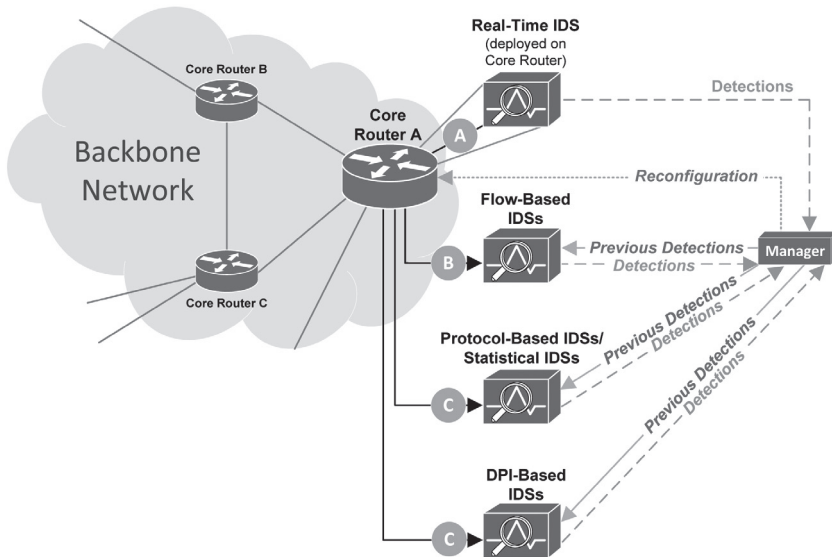 Real-Time IDS
(deployed on
Core Router)
Core Router B
Detections
Core
Router A
A
Backbone
Network
Reconfiguration
Flow-Based
IDSs
B
Previous Detections
Detections
Manager
Core Router C
Protocol-Based IDSs/
Statistical IDSs
C
Previous Detections
Detections
DPI-Based
IDSs
C
Previous Detections
Detections